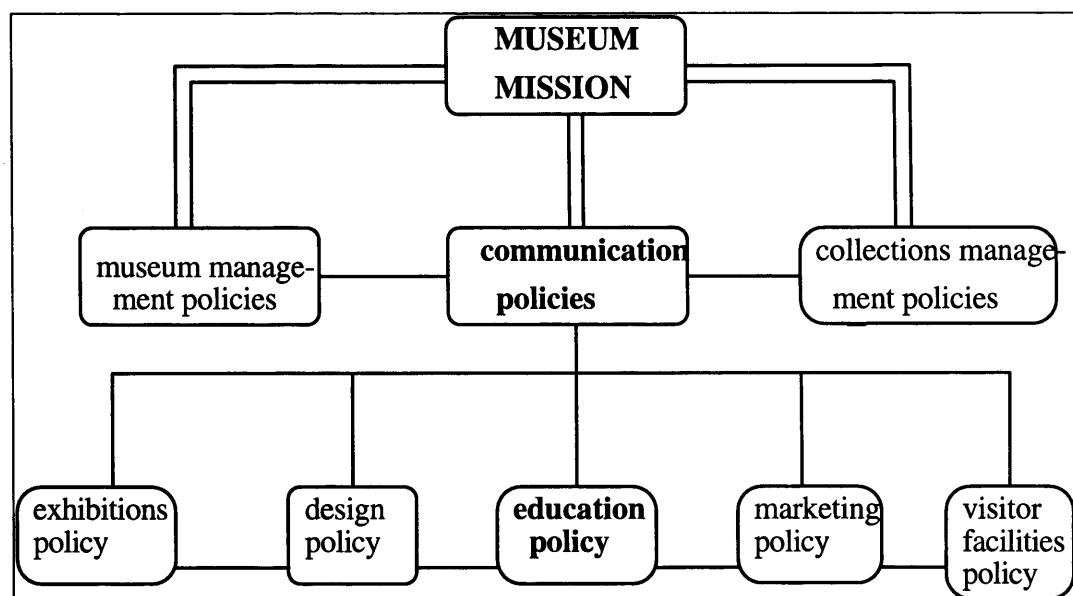 MUSEUM
MISSION
museum manage-
ment policies
communication
policies
collections manage-
ment policies
exhibitions
policy
design
policy
education
policy
marketing
policy
visitor
facilities
policy